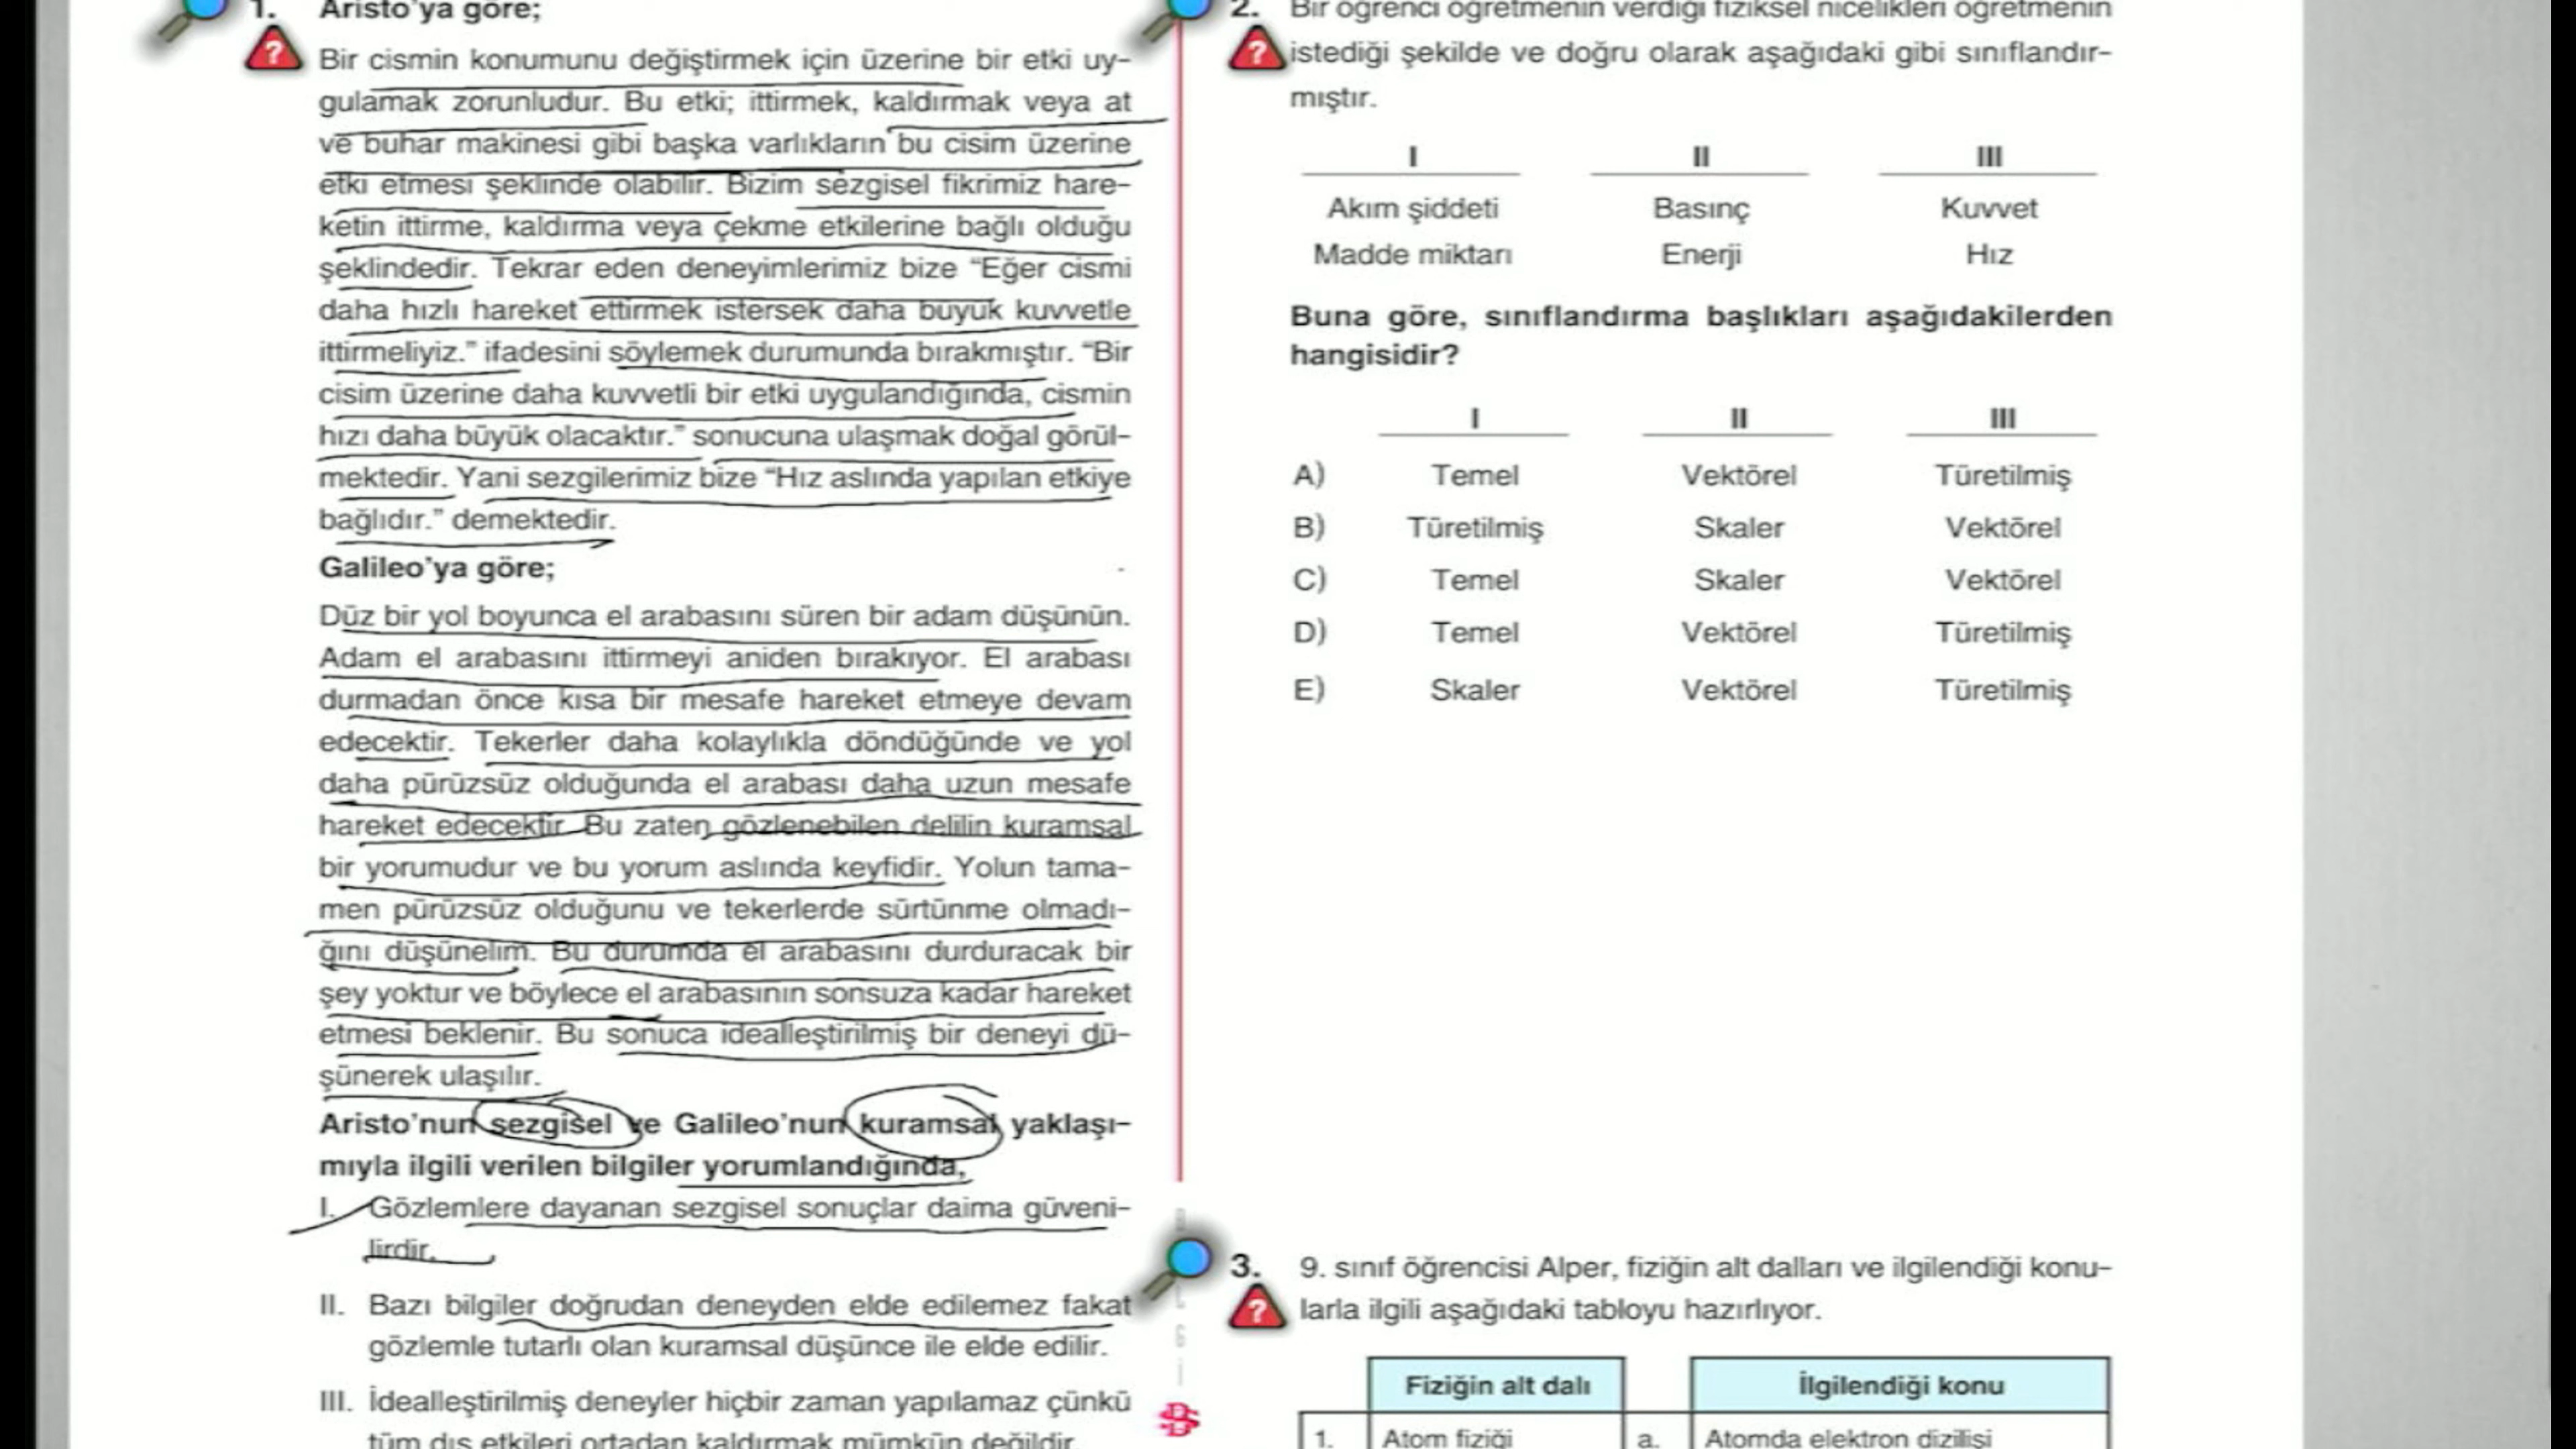 1. Aristo'ya göre;
Bir cismin konumunu değiştirmek için üzerine bir etki uy-
gulamak zorunludur. Bu etki; ittirmek, kaldırmak veya at
ve buhar makinesi gibi başka varlıkların bu cisim üzerine
etki etmesi şeklinde olabilir. Bizim sezgisel fikrimiz hare-
ketin ittirme, kaldırma veya çekme etkilerine bağlı olduğu
şeklindedir. Tekrar eden deneyimlerimiz bize “Eğer cismi
daha hızlı hareket ettirmek istersek daha büyük kuvvetle
ittirmeliyiz.” ifadesini söylemek durumunda bırakmıştır. “Bir
cisim üzerine daha kuvvetli bir etki uygulandığında, cismin
hızı daha büyük olacaktır.” sonucuna ulaşmak doğal görül-
mektedir. Yani sezgilerimiz bize “Hız aslında yapılan etkiye
bağlıdır.” demektedir.
Galileo'ya göre;
Düz bir yol boyunca el arabasını süren bir adam düşünün.
Adam el arabasını ittirmeyi aniden bırakıyor. El arabası
durmadan önce kısa bir mesafe hareket etmeye devam
edecektir. Tekerler daha kolaylıkla döndüğünde ve yol
daha pürüzsüz olduğunda el arabası daha uzun mesafe
hareket edecektir. Bu zaten gözlenebilen delilin kuramsal
bir yorumudur ve bu yorum aslında keyfidir. Yolun tama-
men pürüzsüz olduğunu ve tekerlerde sürtünme olmadı-
ğını düşünelim. Bu durumda el arabasını durduracak bir
şey yoktur ve böylece el arabasının sonsuza kadar hareket
etmesi beklenir. Bu sonuca idealleştirilmiş bir deneyi dü-
şünerek ulaşılır.
Aristo'nun sezgisel ve Galileo'nun kuramsal yaklaşı-
mıyla ilgili verilen bilgiler yorumlandığında,
I. Gözlemlere dayanan sezgisel sonuçlar daima güveni-
lirdir.
II. Bazı bilgiler doğrudan deneyden elde edilemez fakat
gözlemle tutarlı olan kuramsal düşünce ile elde edilir.
III. İdealleştirilmiş deneyler hiçbir zaman yapılamaz çünkü
tüm dış etkileri ortadan kaldırmak mümkün değildir.
2. Bir öğrenci öğretmenin verdiği fiziksel nicelikleri öğretmenin
istediği şekilde ve doğru olarak aşağıdaki gibi sınıflandır-
mıştır.
I II III
Akım şiddeti Basınç Kuvvet
Madde miktarı Enerji Hız
Buna göre, sınıflandırma başlıkları aşağıdakilerden
hangisidir?
I II III
A) Temel Vektörel Türetilmiş
B) Türetilmiş Skaler Vektörel
C) Temel Skaler Vektörel
D) Temel Vektörel Türetilmiş
E) Skaler Vektörel Türetilmiş
3. 9. sınıf öğrencisi Alper, fiziğin alt dalları ve ilgilendiği konu-
larla ilgili aşağıdaki tabloyu hazırlıyor.
Fiziğin alt dalı İlgilendiği konu
1. Atom fiziği a. Atomda elektron dizilişi